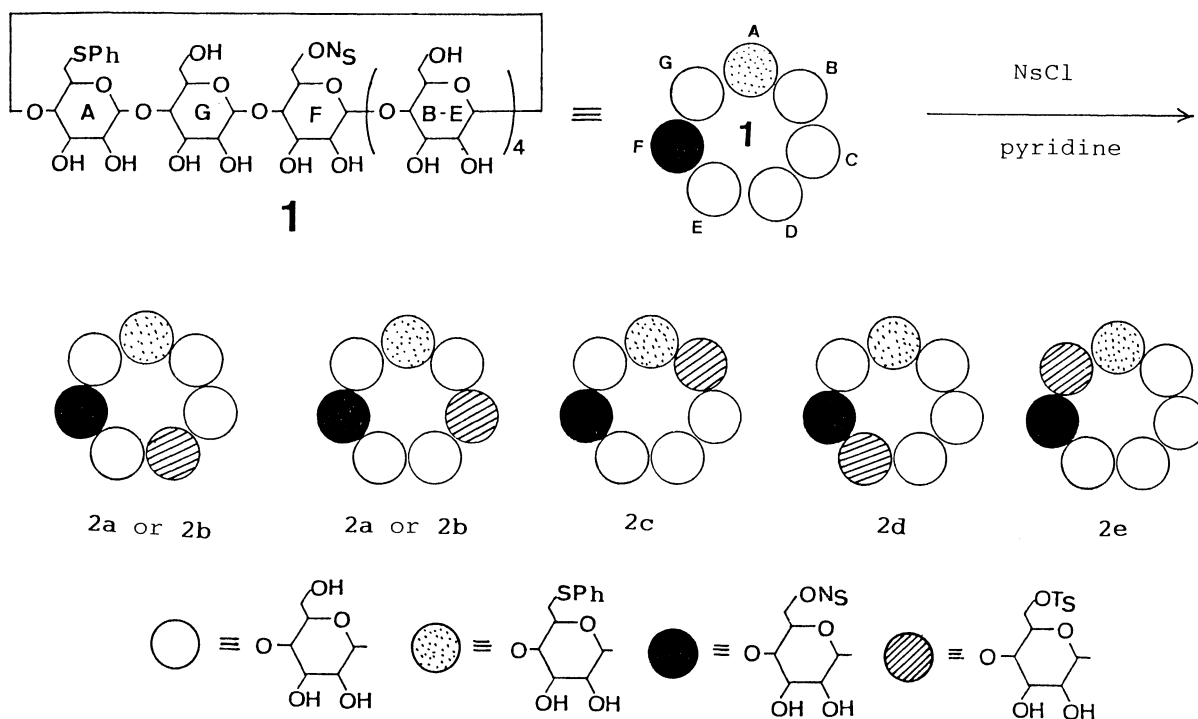 SPh OH ONS OH
O A O G O F O B-E
OH OH OH OH OH OH OH OH 4
1
≡
A
G B
1
F C
E D
NsCl
pyridine
2a or 2b 2a or 2b 2c 2d 2e
OH SPh ONS OTS
≡ O O ≡ O O ≡ O O ≡ O O
OH OH OH OH OH OH OH OH